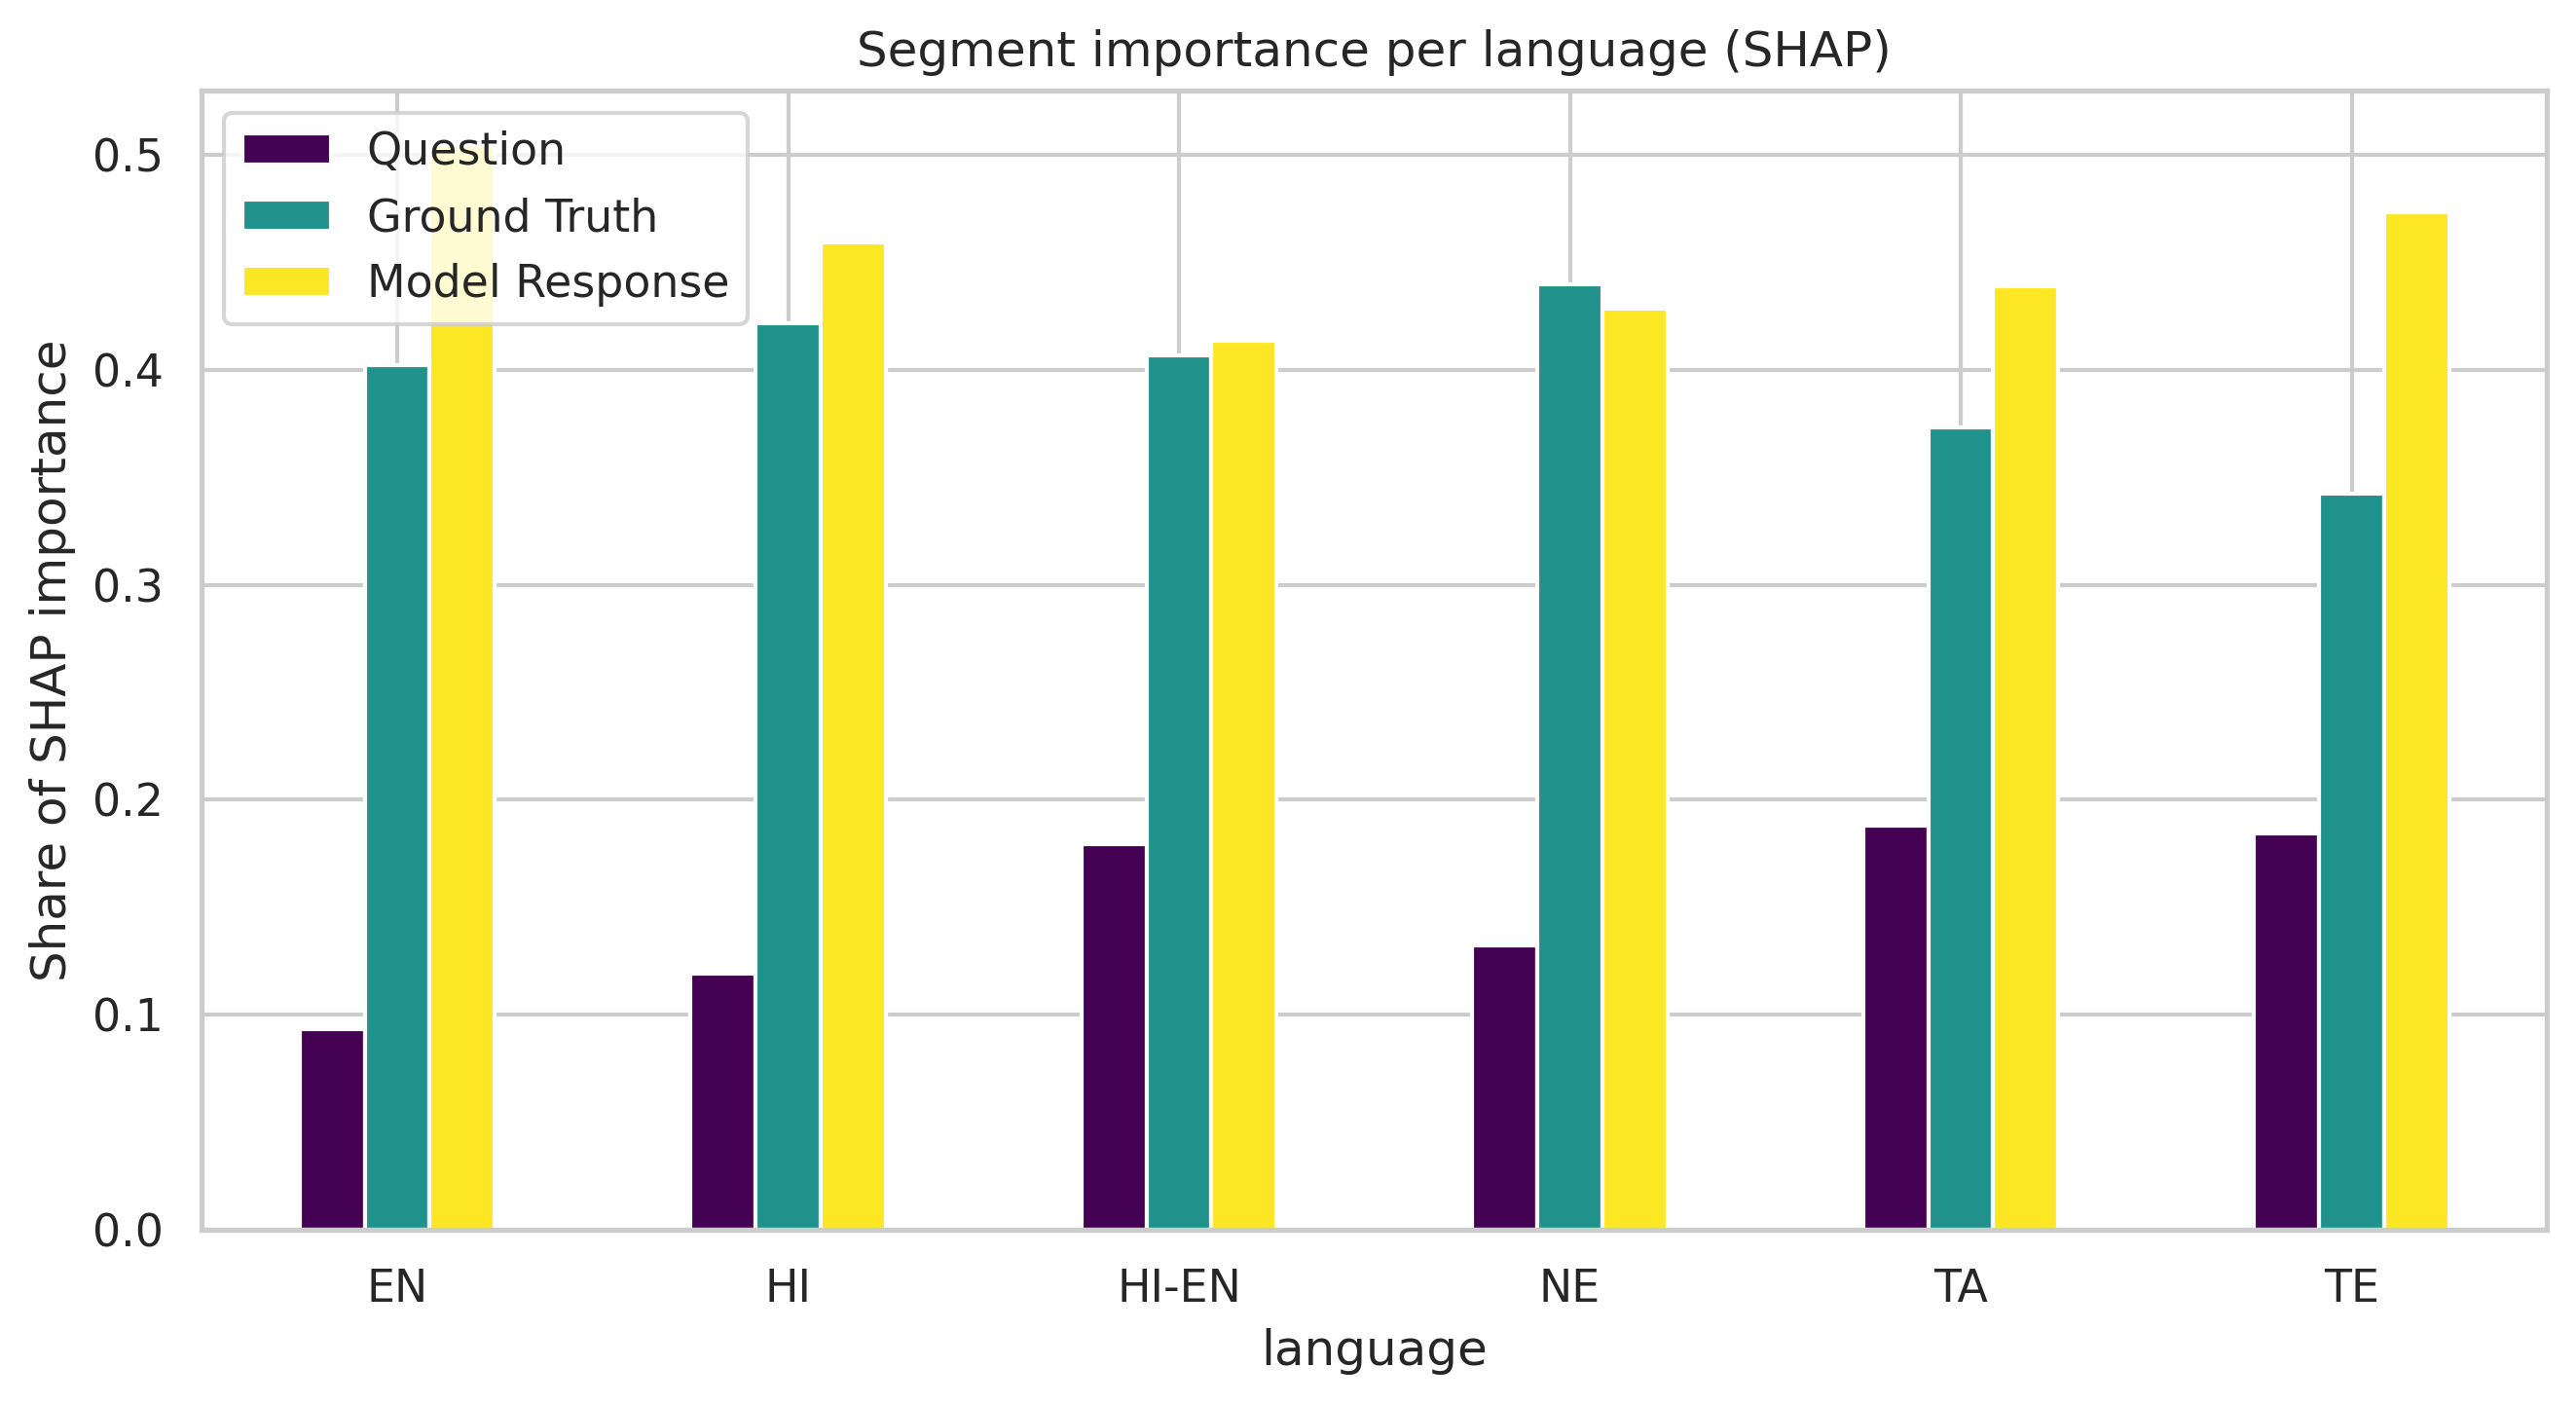 Segment importance per language (SHAP)
Question
Ground Truth
Model Response
Share of SHAP importance
0.5
0.4
0.3
0.2
0.1
0.0
EN HI HI-EN NE TA TE
language